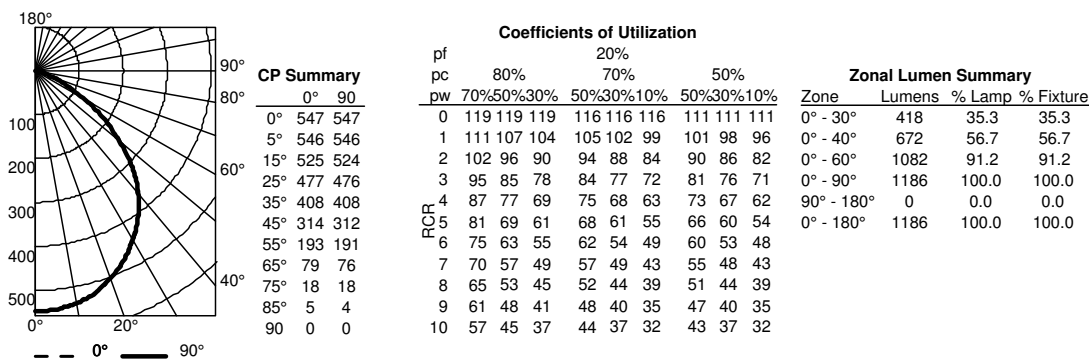 180°
90°
80°
60°
40°
100
200
300
400
500
0°
20°
0° 90°
CP Summary
0° 90
0° 547 547
5° 546 546
15° 525 524
25° 477 476
35° 408 408
45° 314 312
55° 193 191
65° 79 76
75° 18 18
85° 5 4
90 0 0
Coefficients of Utilization
pf 20%
pc 80% 70% 50%
pw 70%50%30% 50%30%10% 50%30%10%
RCR
0 119 119 119 116 116 116 111 111 111
1 111 107 104 105 102 99 101 98 96
2 102 96 90 94 88 84 90 86 82
3 95 85 78 84 77 72 81 76 71
4 87 77 69 75 68 63 73 67 62
5 81 69 61 68 61 55 66 60 54
6 75 63 55 62 54 49 60 53 48
7 70 57 49 57 49 43 55 48 43
8 65 53 45 52 44 39 51 44 39
9 61 48 41 48 40 35 47 40 35
10 57 45 37 44 37 32 43 37 32
Zonal Lumen Summary
Zone Lumens % Lamp % Fixture
0° - 30° 418 35.3 35.3
0° - 40° 672 56.7 56.7
0° - 60° 1082 91.2 91.2
0° - 90° 1186 100.0 100.0
90° - 180° 0 0.0 0.0
0° - 180° 1186 100.0 100.0